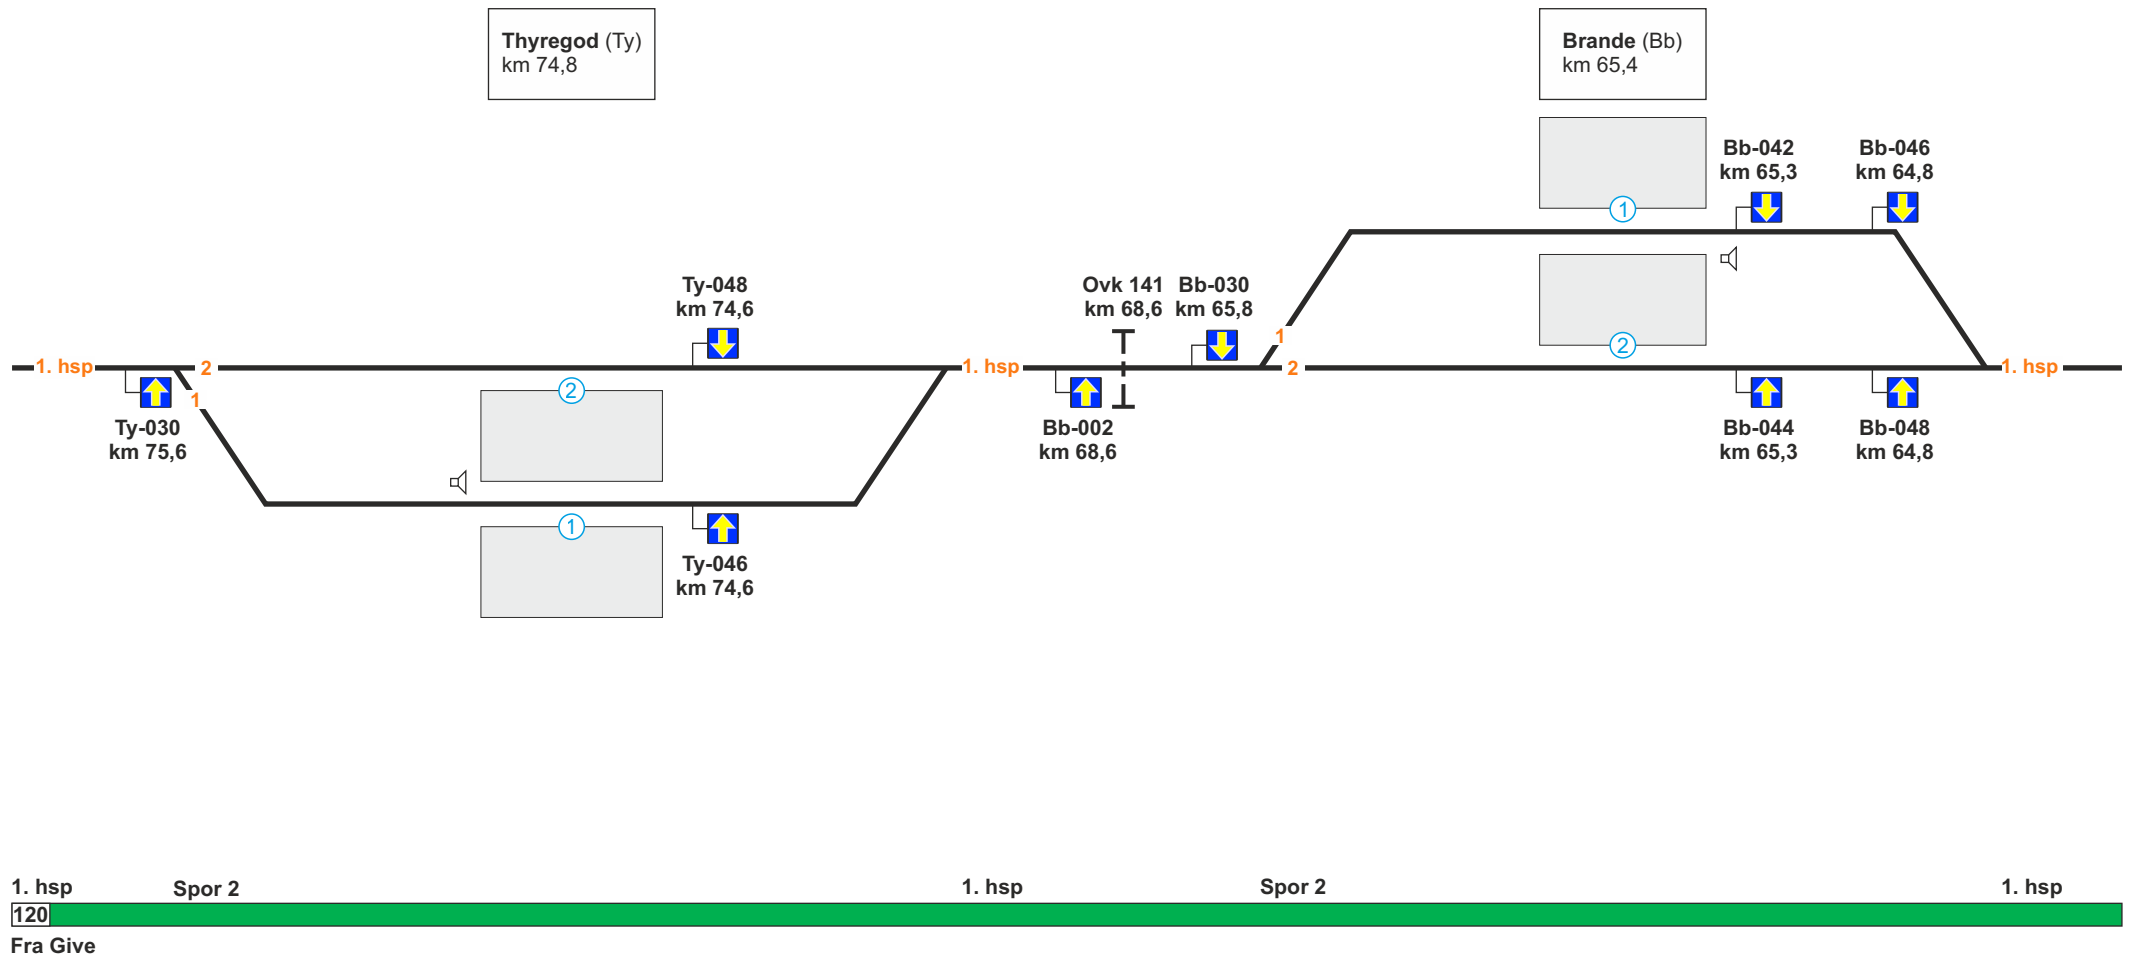 Thyregod (Ty)
km 74,8
Brande (Bb)
km 65,4
Bb-042
km 65,3
Bb-046
km 64,8
1
Ty-048
km 74,6
Ovk 141
km 68,6
Bb-030
km 65,8
1
2
1. hsp
2
1. hsp
2
1. hsp
1
2
Ty-030
km 75,6
Bb-002
km 68,6
Bb-044
km 65,3
Bb-048
km 64,8
1
Ty-046
km 74,6
1. hsp
Spor 2
1. hsp
Spor 2
1. hsp
120
Fra Give